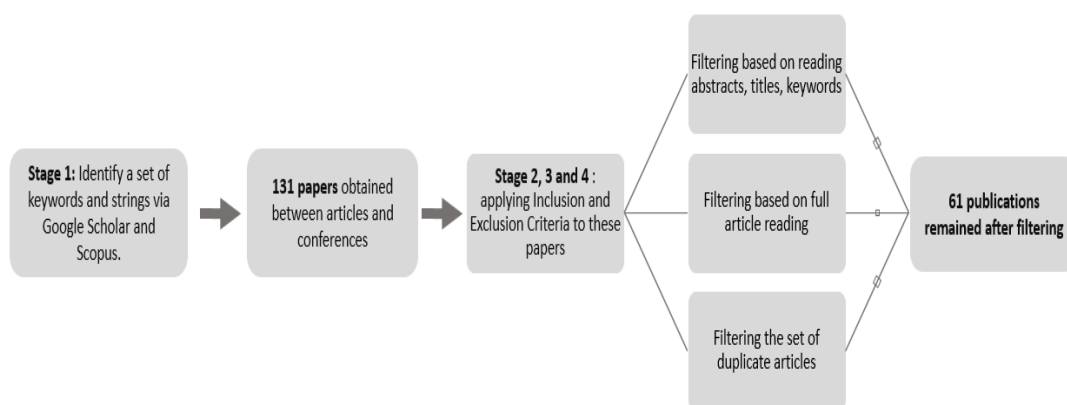 Stage 1: Identify a set of
keywords and strings via
Google Scholar and
Scopus.
131 papers obtained
between articles and
conferences
Stage 2, 3 and 4 :
applying Inclusion and
Exclusion Criteria to these
papers
Filtering based on reading
abstracts, titles, keywords
Filtering based on full
article reading
Filtering the set of
duplicate articles
61 publications
remained after filtering